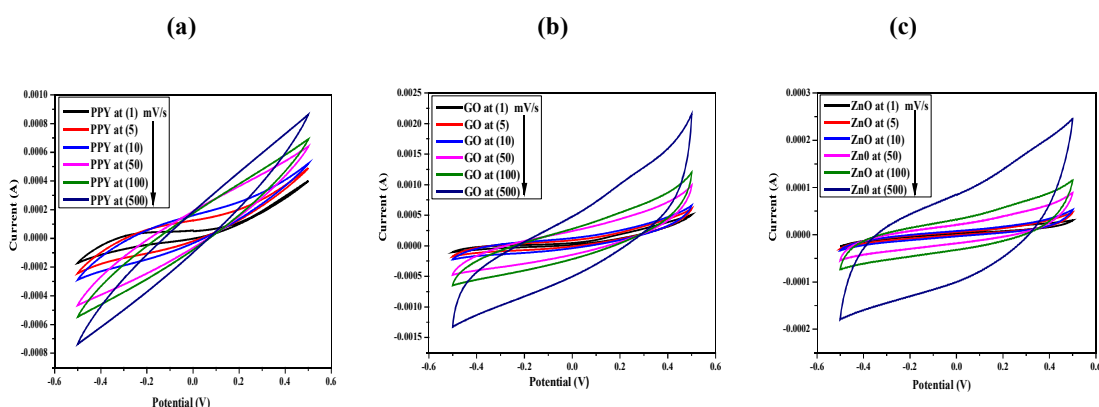 (a)
(b)
(c)
0.0010
0.0008
0.0006
0.0004
0.0002
0.0000
-0.0002
-0.0004
-0.0006
-0.0008
Current (A)
PPY at (1) mV/s
PPY at (5)
PPY at (10)
PPY at (50)
PPY at (100)
PPY at (500)
-0.6 -0.4 -0.2 0.0 0.2 0.4 0.6
Potential (V)
0.0025
0.0020
0.0015
0.0010
0.0005
0.0000
-0.0005
-0.0010
-0.0015
Current (A)
GO at (1) mV/s
GO at (5)
GO at (10)
GO at (50)
GO at (100)
GO at (500)
-0.6 -0.4 -0.2 0.0 0.2 0.4 0.6
Potential (V)
0.0003
0.0002
0.0001
0.0000
-0.0001
-0.0002
Current (A)
ZnO at (1) mV/s
ZnO at (5)
ZnO at (10)
Zn0 at (50)
ZnO at (100)
Zn0 at (500)
-0.6 -0.4 -0.2 0.0 0.2 0.4 0.6
Potential (V)